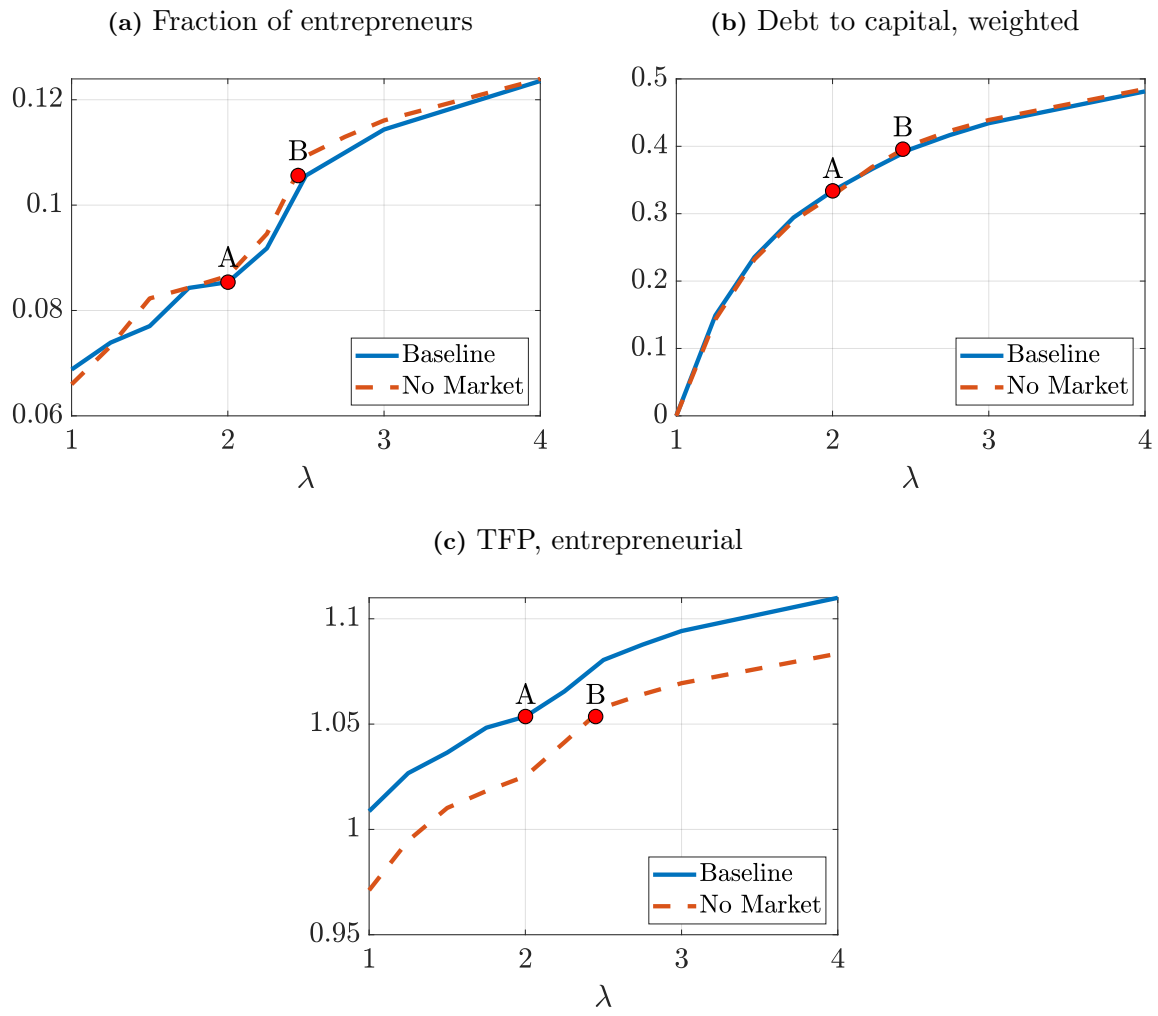 (a) Fraction of entrepreneurs
0.12
0.1
0.08
0.06
B
A
Baseline
No Market
1 2 3 4
λ
(b) Debt to capital, weighted
0.5
0.4
0.3
0.2
0.1
0
B
A
Baseline
No Market
1 2 3 4
λ
(c) TFP, entrepreneurial
1.1
1.05
1
0.95
A B
Baseline
No Market
1 2 3 4
λ